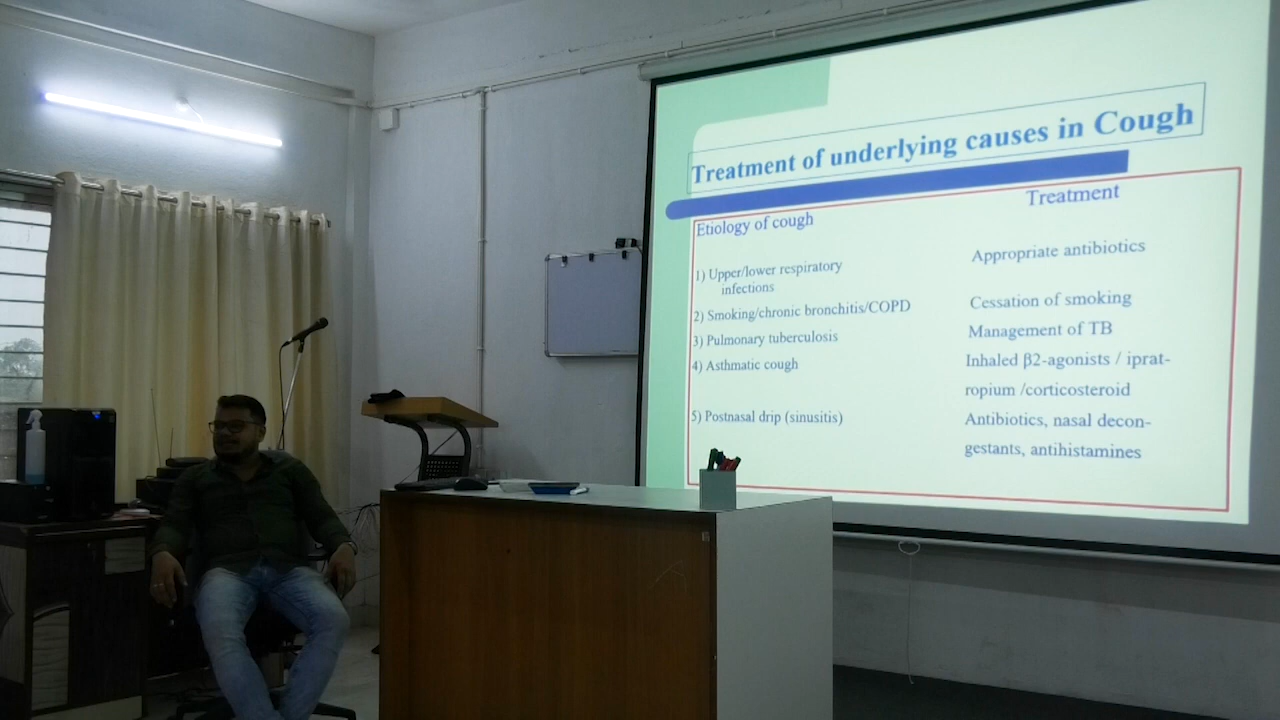 Treatment of underlying causes in Cough
Etiology of cough
Treatment
1) Upper/lower respiratory
infections
Appropriate antibiotics
2) Smoking/chronic bronchitis/COPD
Cessation of smoking
3) Pulmonary tuberculosis
Management of TB
4) Asthmatic cough
Inhaled β2-agonists / iprat-
ropium /corticosteroid
5) Postnasal drip (sinusitis)
Antibiotics, nasal decon-
gestants, antihistamines